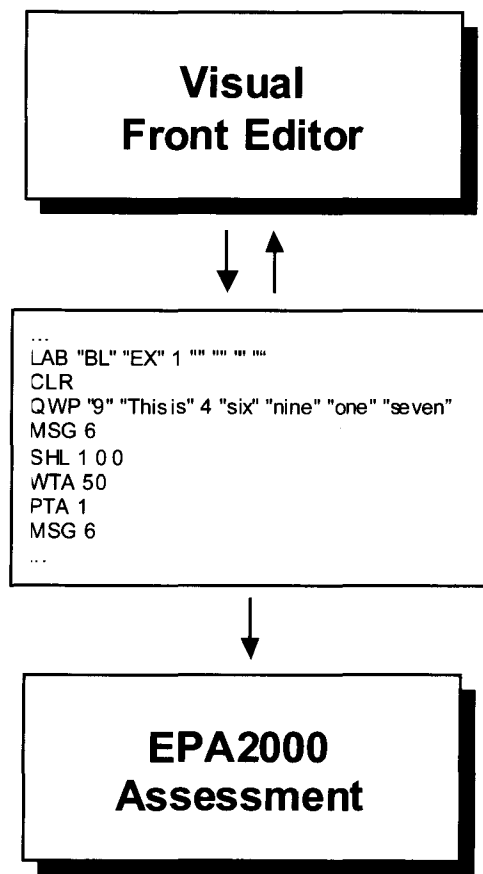 Visual
Front Editor
...
LAB "BL" "EX" 1 "" "" "" ""
CLR
QWP "9" "This is" 4 "six" "nine" "one" "seven"
MSG 6
SHL 1 0 0
WTA 50
PTA 1
MSG 6
...
EPA2000
Assessment